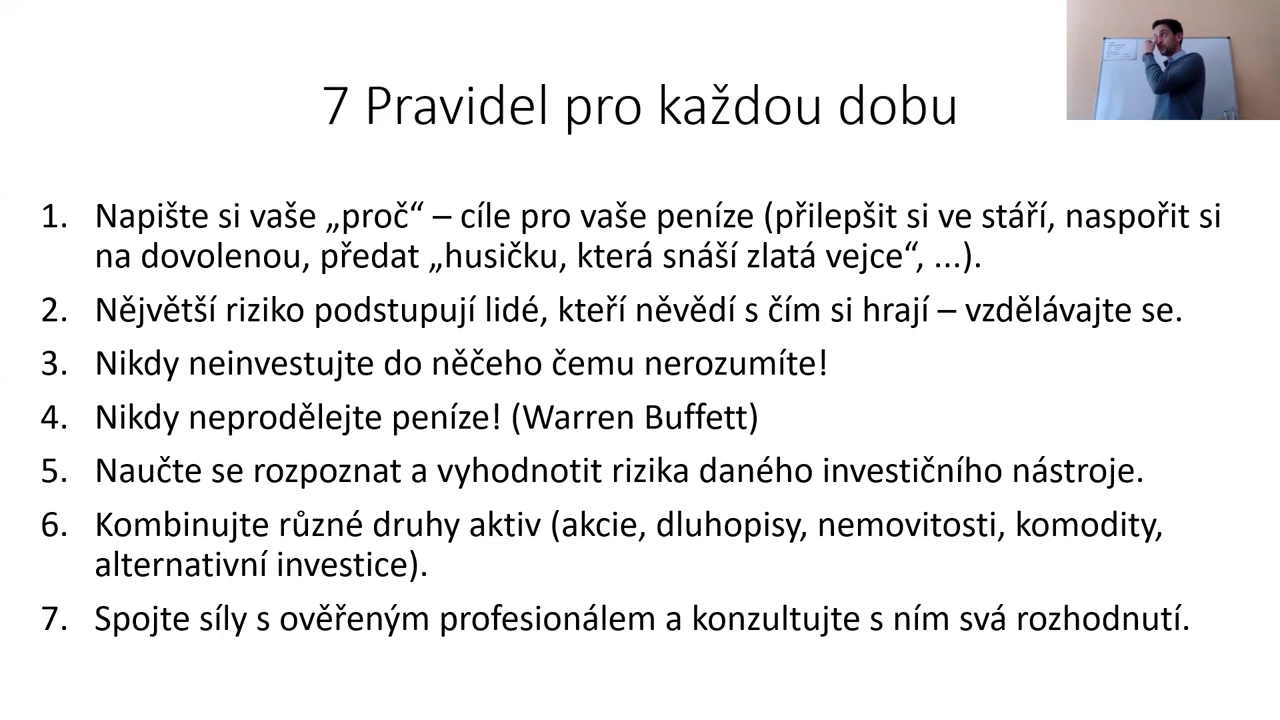 7 Pravidel pro každou dobu
1. Napište si vaše „proč“ – cíle pro vaše peníze (přilepšit si ve stáří, naspořit si
na dovolenou, předat „husičku, která snáší zlatá vejce“, ...).
2. Nějvětší riziko podstupují lidé, kteří něvědí s čím si hrají – vzdělávajte se.
3. Nikdy neinvestujte do něčeho čemu nerozumíte!
4. Nikdy neprodělejte peníze! (Warren Buffett)
5. Naučte se rozpoznat a vyhodnotit rizika daného investičního nástroje.
6. Kombinujte různé druhy aktiv (akcie, dluhopisy, nemovitosti, komodity,
alternativní investice).
7. Spojte síly s ověřeným profesionálem a konzultujte s ním svá rozhodnutí.